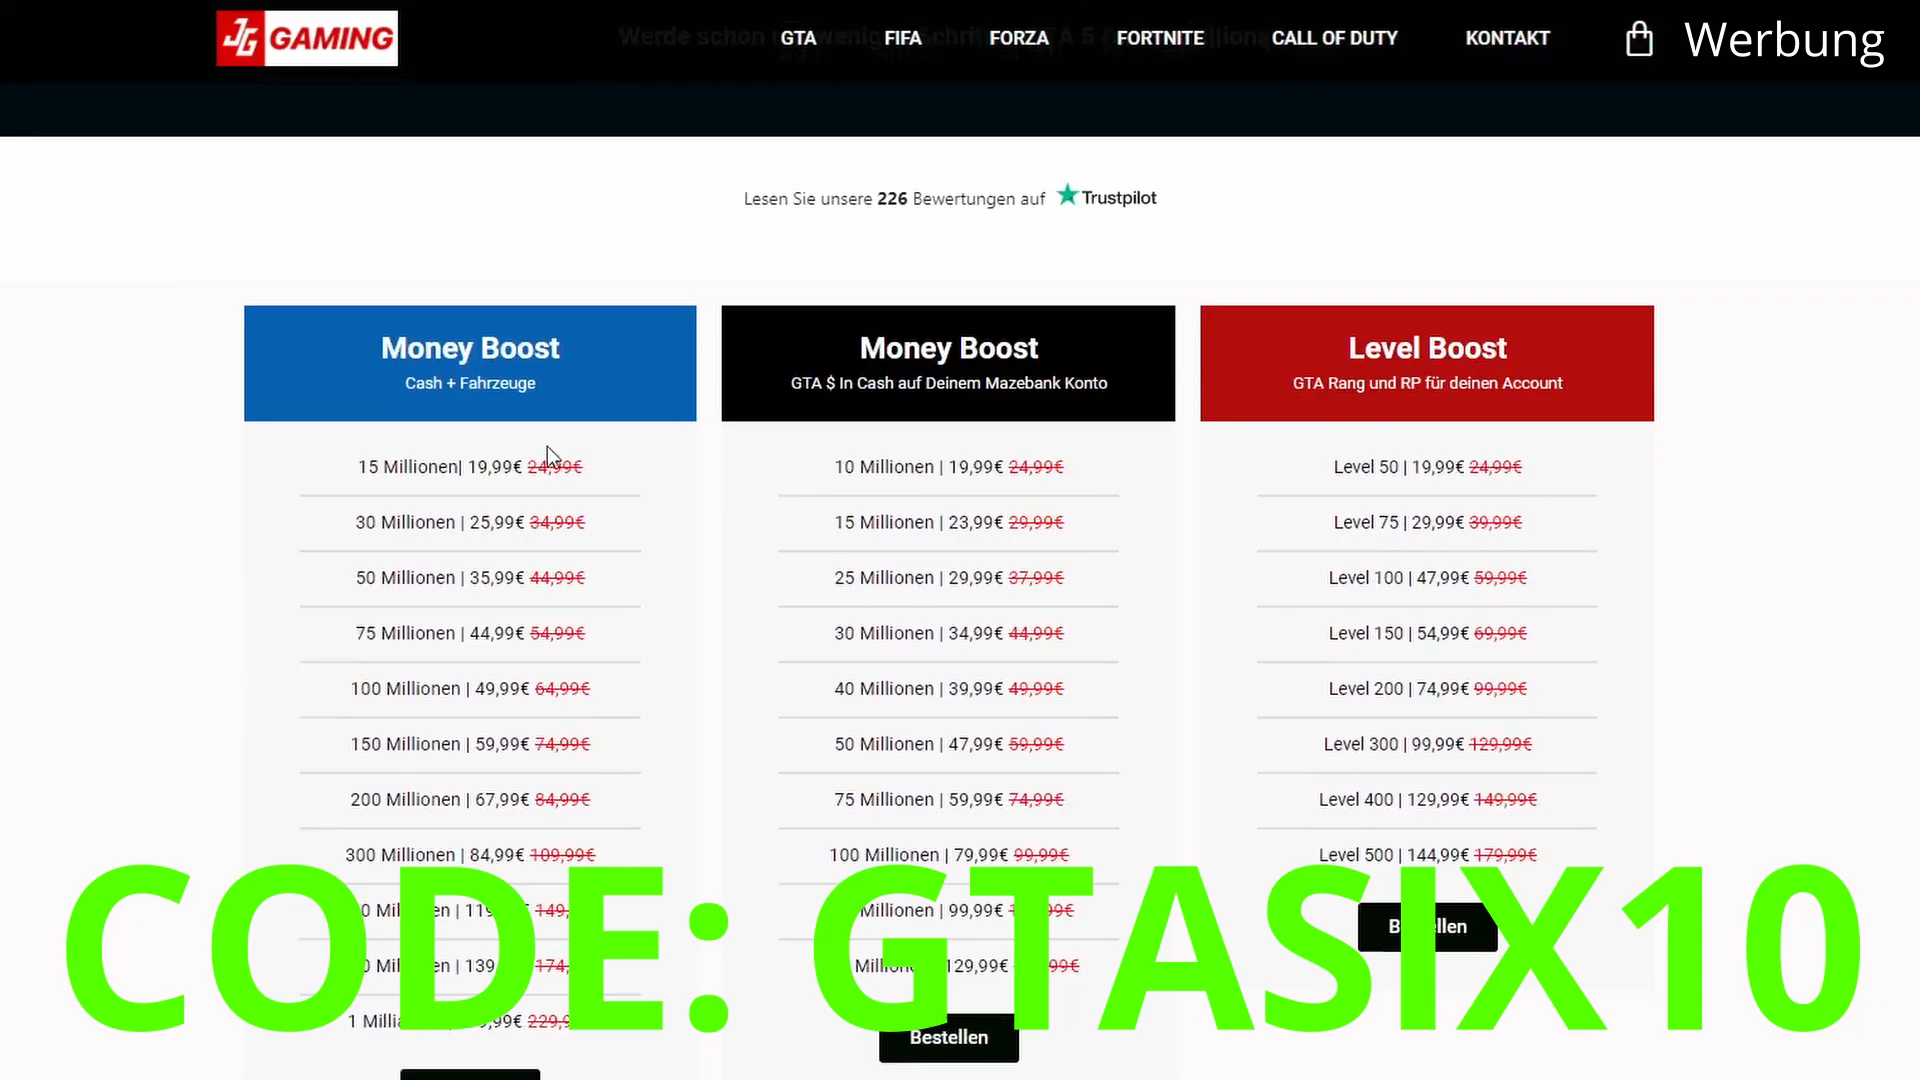 JG GAMING
GTA FIFA FORZA FORTNITE CALL OF DUTY KONTAKT Werbung
Werde schon
Lesen Sie unsere 226 Bewertungen auf Trustpilot
Money Boost
Cash + Fahrzeuge
15 Millionen| 19,99€ 24,99€
30 Millionen | 25,99€ 34,99€
50 Millionen | 35,99€ 44,99€
75 Millionen | 44,99€ 54,99€
100 Millionen | 49,99€ 64,99€
150 Millionen | 59,99€ 74,99€
200 Millionen | 67,99€ 84,99€
300 Millionen | 84,99€ 109,99€
Money Boost
GTA $ In Cash auf Deinem Mazebank Konto
10 Millionen | 19,99€ 24,99€
15 Millionen | 23,99€ 29,99€
25 Millionen | 29,99€ 37,99€
30 Millionen | 34,99€ 44,99€
40 Millionen | 39,99€ 49,99€
50 Millionen | 47,99€ 59,99€
75 Millionen | 59,99€ 74,99€
100 Millionen | 79,99€ 99,99€
Millionen | 99,99€
Millionen 129,99€
Bestellen
Level Boost
GTA Rang und RP für deinen Account
Level 50 | 19,99€ 24,99€
Level 75 | 29,99€ 39,99€
Level 100 | 47,99€ 59,99€
Level 150 | 54,99€ 69,99€
Level 200 | 74,99€ 99,99€
Level 300 | 99,99€ 129,99€
Level 400 | 129,99€ 149,99€
Level 500 | 144,99€ 179,99€
Bestellen
CODE: GTASIX10